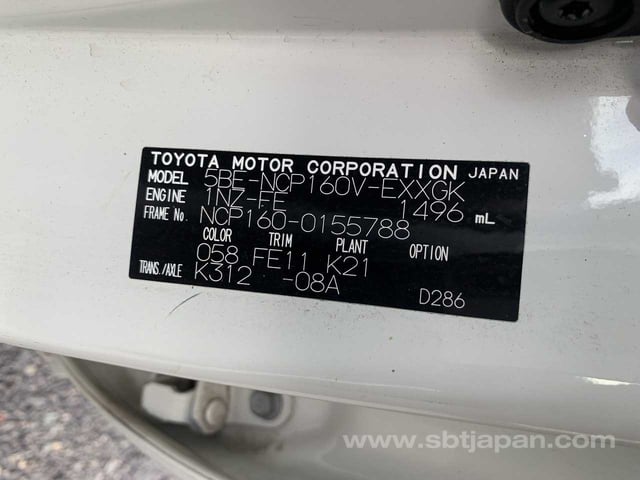 TOYOTA MOTOR CORPORATION JAPAN
MODEL 5BE-NCP160V-EXXGK
ENGINE 1NZ-FE 1496 mL
FRAME No. NCP160-0155788
COLOR TRIM PLANT OPTION
058 FE11 K21
TRANS./AXLE K312 -08A
D286
www.sbtjapan.com